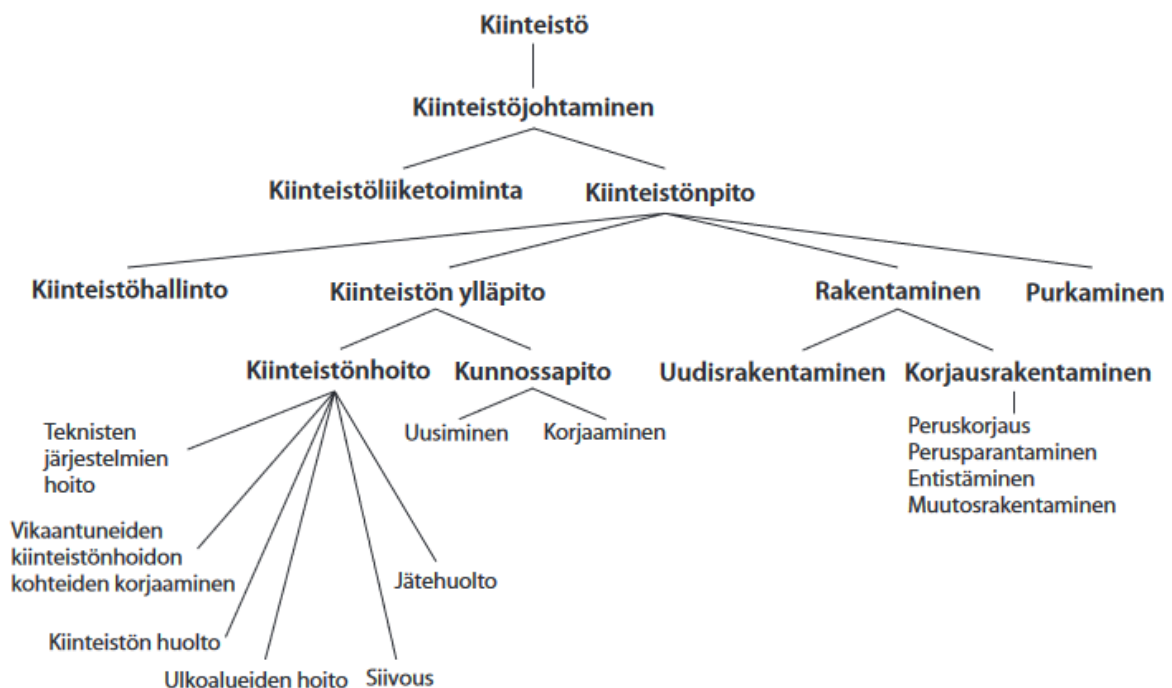 Kiinteistö
Kiinteistöjohtaminen
Kiinteistöliiketoiminta
Kiinteistönpito
Kiinteistöhallinto
Kiinteistön ylläpito
Rakentaminen
Purkaminen
Kiinteistönhoito
Kunnossapito
Uudisrakentaminen
Korjausrakentaminen
Teknisten
järjestelmien
hoito
Uusiminen
Korjaaminen
Peruskorjaus
Perusparantaminen
Entistäminen
Muutosrakentaminen
Vikaantuneiden
kiinteistönhoidon
kohteiden korjaaminen
Jätehuolto
Kiinteistön huolto
Ulkoalueiden hoito
Siivous